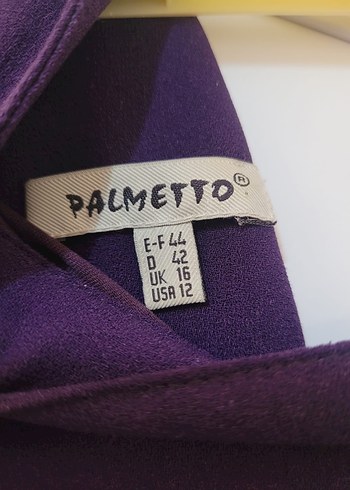 PALMETTO®
E-F 44
D 42
UK 16
USA 12